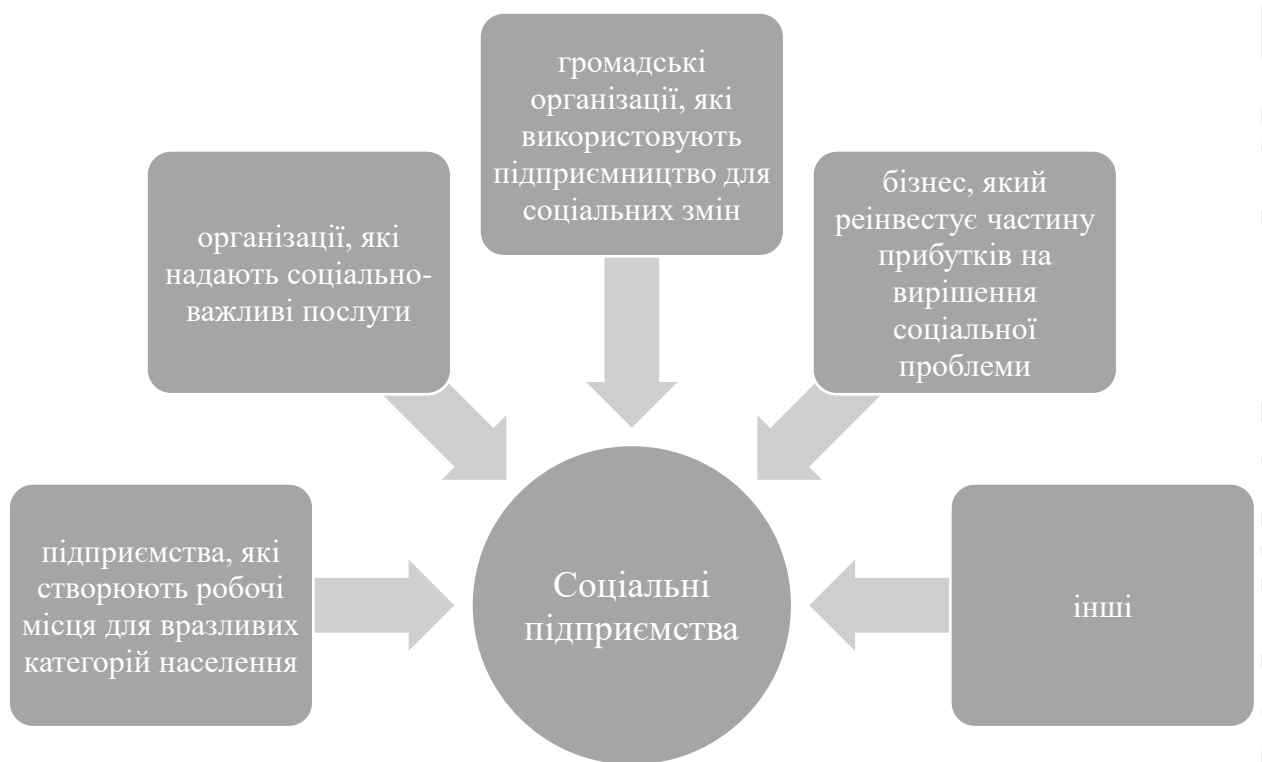 підприємства, які
створюють робочі
місця для вразливих
категорій населення
організації, які
надають соціально-
важливі послуги
громадські
організації, які
використовують
підприємництво для
соціальних змін
бізнес, який
реінвестує частину
прибутків на
вирішення
соціальної
проблеми
інші
Соціальні
підприємства